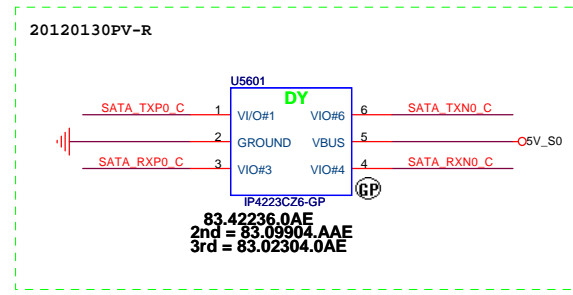 20120130PV-R
U5601
DY
SATA_TXP0_C 1 VI/O#1 VIO#6 6 SATA_TXN0_C
2 GROUND VBUS 5 5V_S0
SATA_RXP0_C 3 VIO#3 VIO#4 4 SATA_RXN0_C
GP
IP4223CZ6-GP
83.42236.0AE
2nd = 83.09904.AAE
3rd = 83.02304.0AE